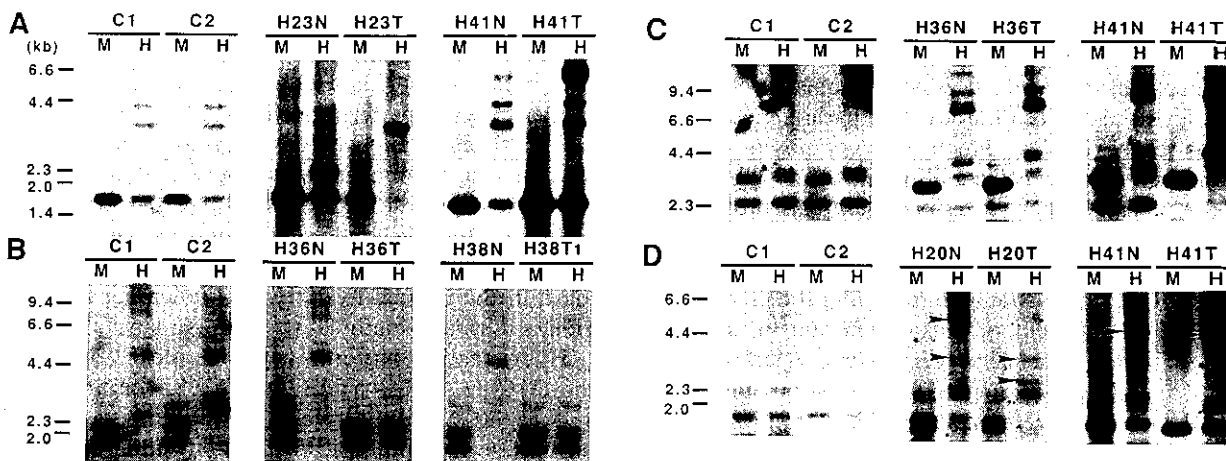 A
C1 C2 H23N H23T H41N H41T
M H M H M H M H M H M H
(kb)
6.6
4.4
2.3
2.0
1.4
B
C1 C2 H36N H36T H38N H38T1
M H M H M H M H M H M H
9.4
6.6
4.4
2.3
2.0
C
C1 C2 H36N H36T H41N H41T
M H M H M H M H M H M H
9.4
6.6
4.4
2.3
D
C1 C2 H20N H20T H41N H41T
M H M H M H M H M H M H
6.6
4.4
2.3
2.0